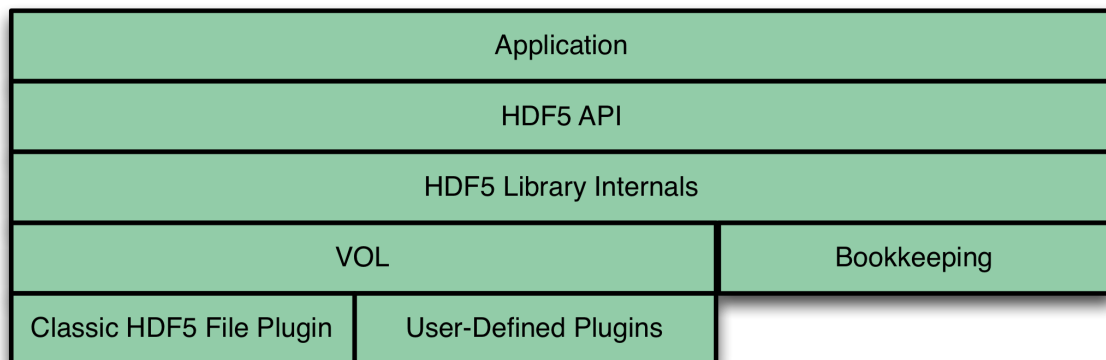 Application
HDF5 API
HDF5 Library Internals
VOL
Bookkeeping
Classic HDF5 File Plugin
User-Defined Plugins